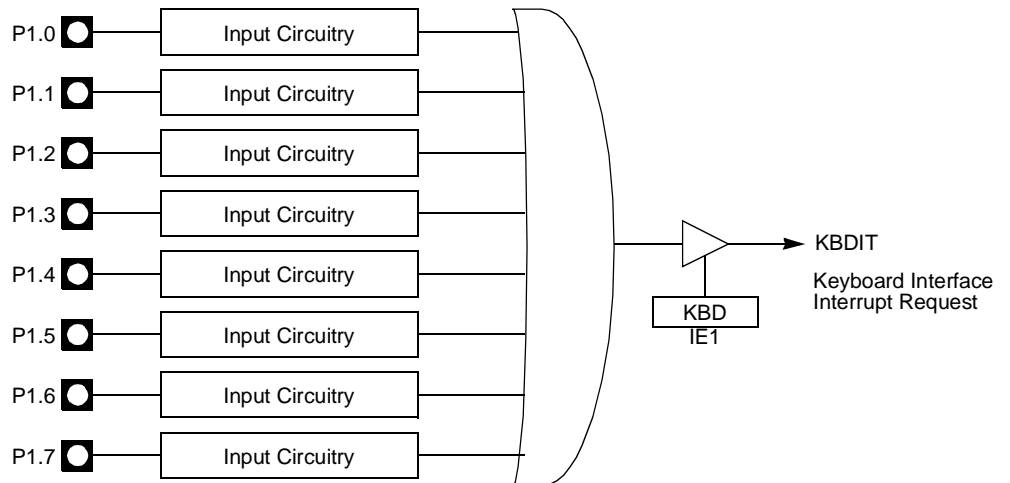 P1.0 Input Circuitry
P1.1 Input Circuitry
P1.2 Input Circuitry
P1.3 Input Circuitry
P1.4 Input Circuitry
P1.5 Input Circuitry
P1.6 Input Circuitry
P1.7 Input Circuitry
KBDIT
Keyboard Interface
Interrupt Request
KBD
IE1